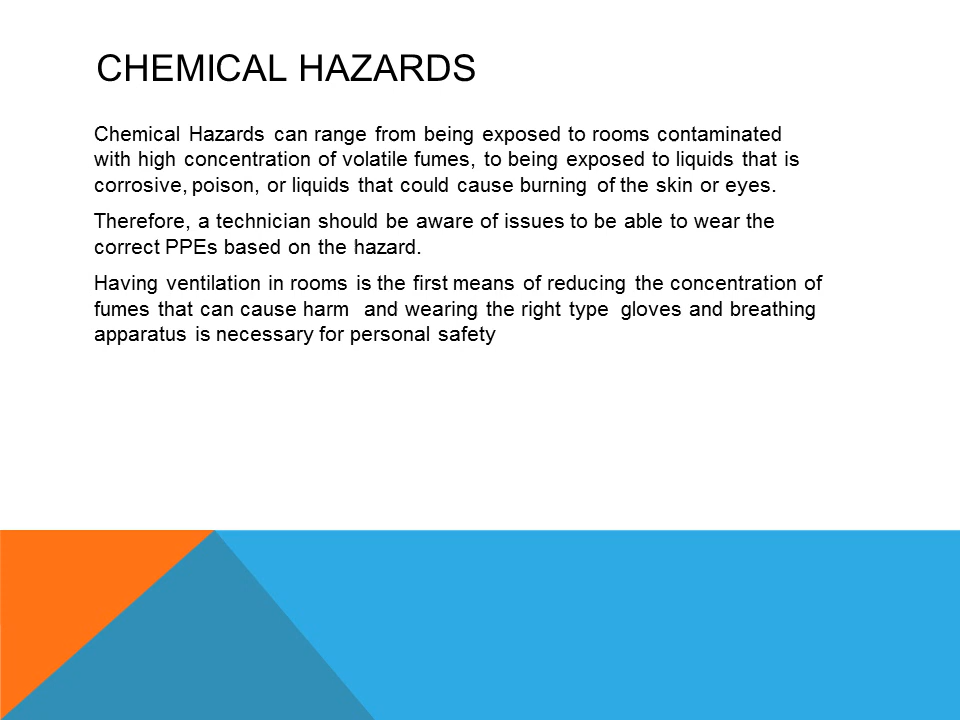 CHEMICAL HAZARDS
Chemical Hazards can range from being exposed to rooms contaminated
with high concentration of volatile fumes, to being exposed to liquids that is
corrosive, poison, or liquids that could cause burning of the skin or eyes.
Therefore, a technician should be aware of issues to be able to wear the
correct PPEs based on the hazard.
Having ventilation in rooms is the first means of reducing the concentration of
fumes that can cause harm and wearing the right type gloves and breathing
apparatus is necessary for personal safety